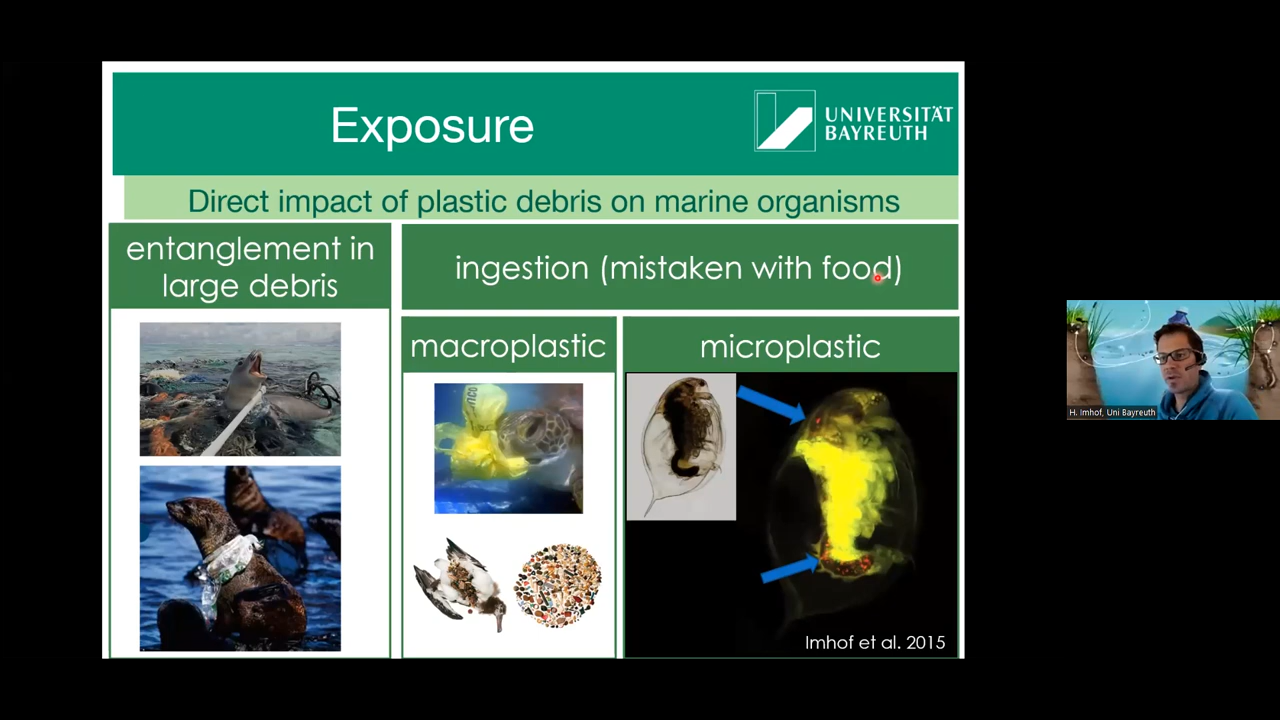 Exposure
UNIVERSITÄT
BAYREUTH
Direct impact of plastic debris on marine organisms
entanglement in
large debris
ingestion (mistaken with food)
macroplastic
microplastic
Imhof et al. 2015
H. Imhof, Uni Bayreuth